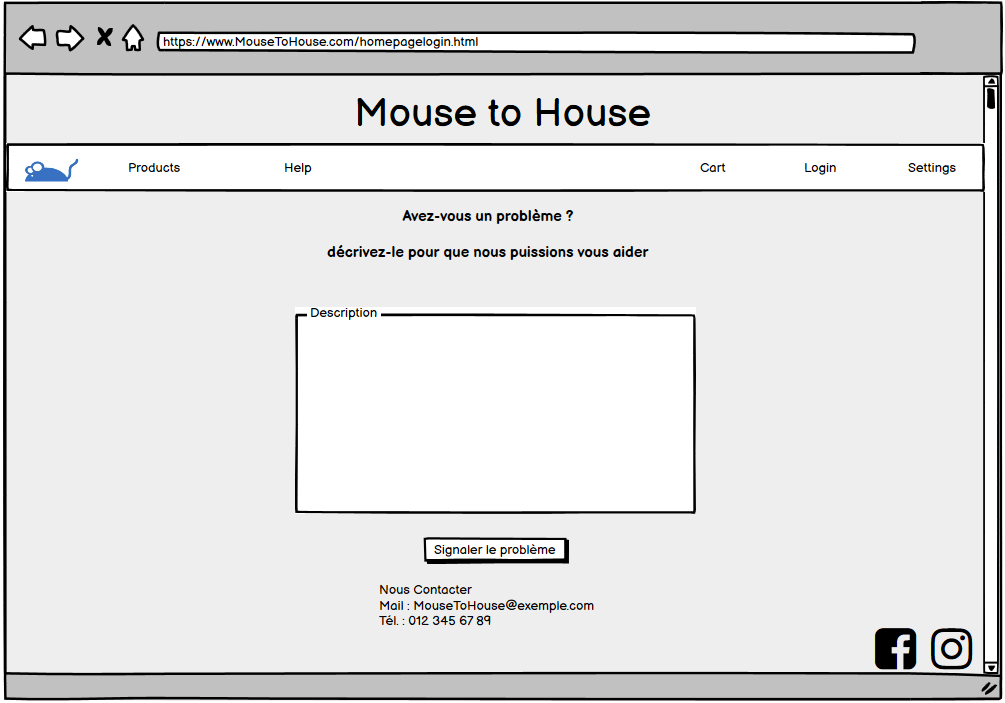 https://www.MouseToHouse.com/homepagelogin.html
Mouse to House
Products Help Cart Login Settings
Avez-vous un problème ?
décrivez-le pour que nous puissions vous aider
Description
Signaler le problème
Nous Contacter
Mail : MouseToHouse@exemple.com
Tél. : 012 345 67 89